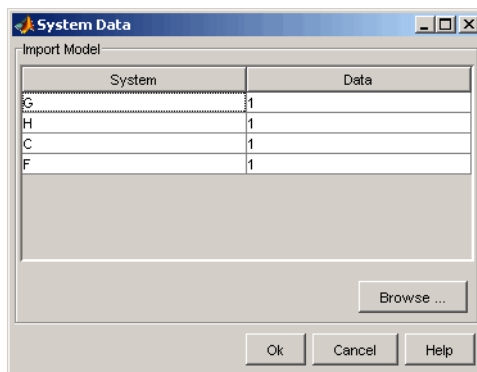 System Data
Import Model
System Data
G 1
H 1
C 1
F 1
Browse ...
Ok Cancel Help